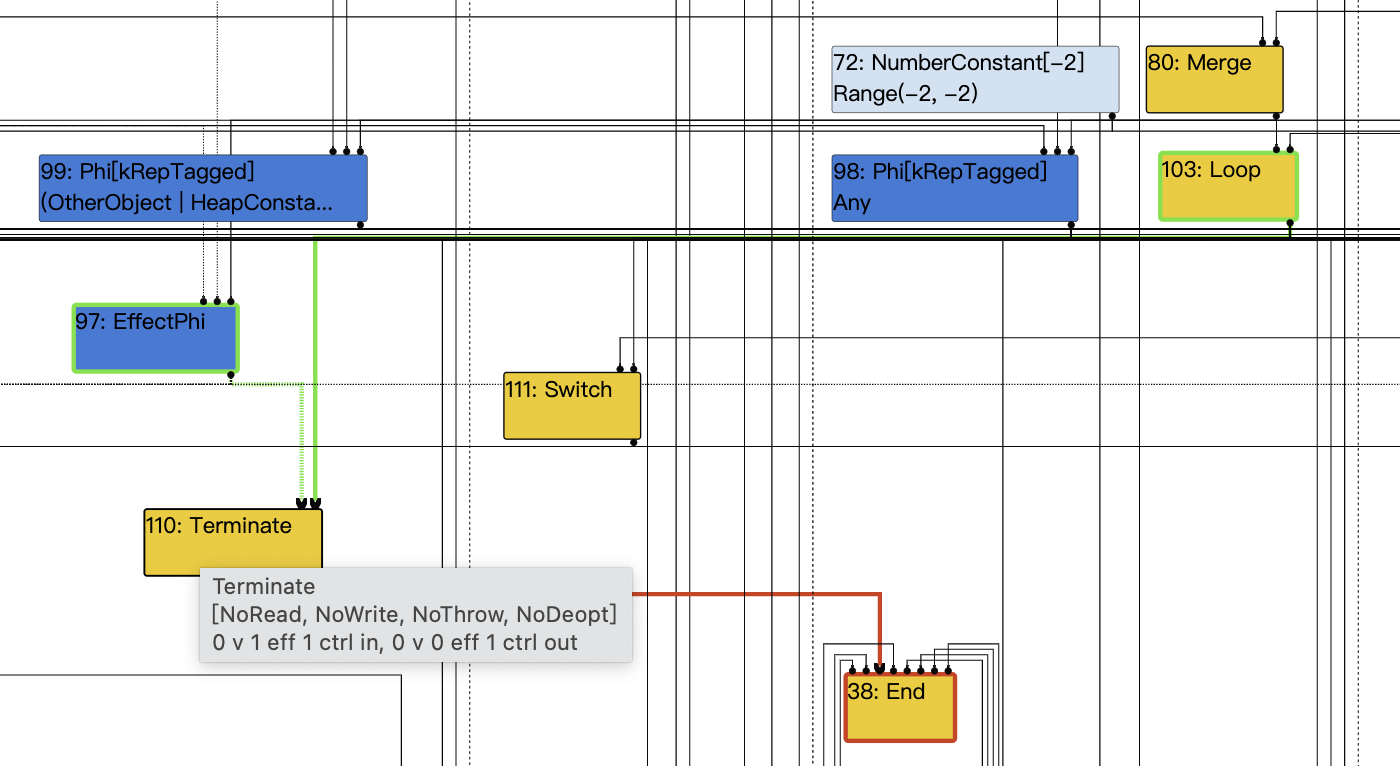 72: NumberConstant[-2]
Range(-2, -2)
80: Merge
99: Phi[kRepTagged]
(OtherObject | HeapConsta...
98: Phi[kRepTagged]
Any
103: Loop
97: EffectPhi
111: Switch
110: Terminate
Terminate
[NoRead, NoWrite, NoThrow, NoDeopt]
0 v 1 eff 1 ctrl in, 0 v 0 eff 1 ctrl out
38: End